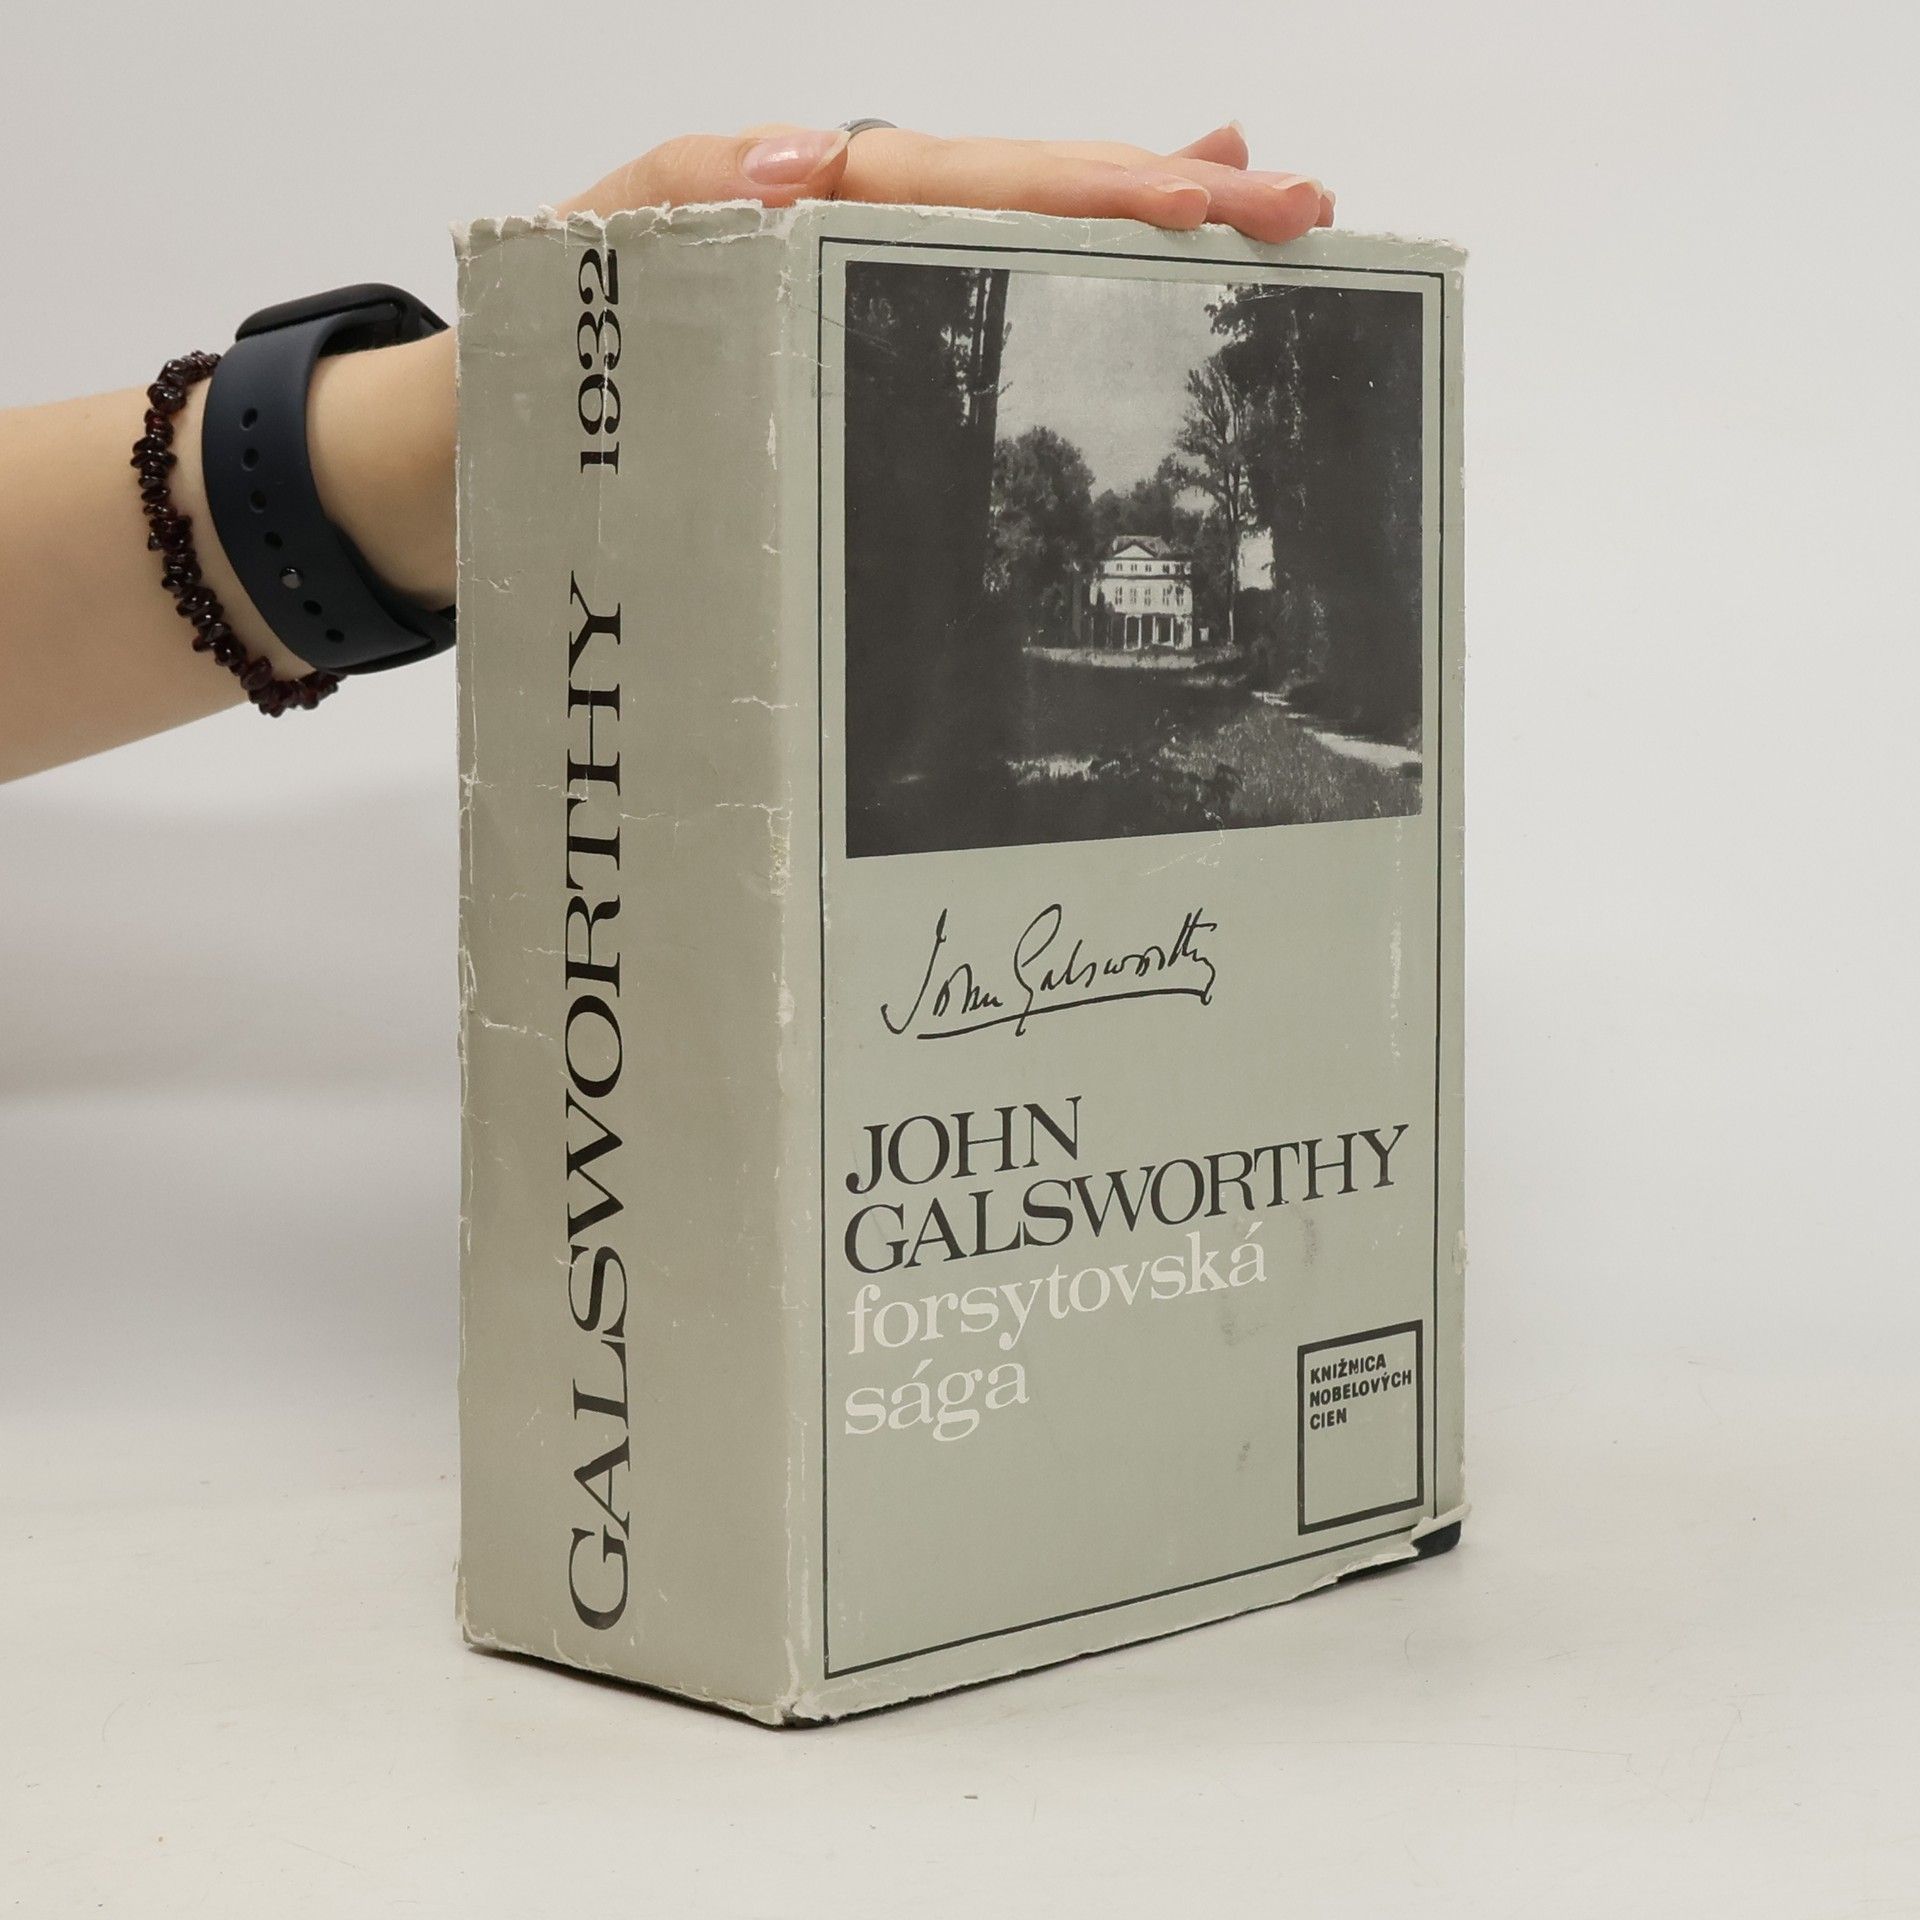 GALSWORTHY 1932
John Galsworthy
JOHN
GALSWORTHY
forsytovská
sága
KNIŽNICA
NOBELOVÝCH
CIEN